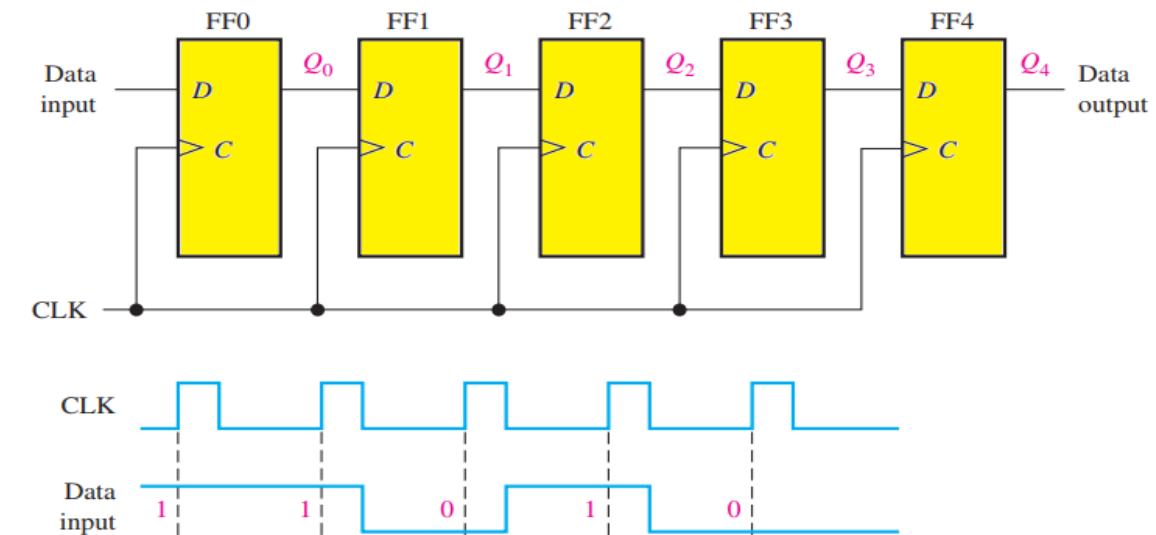 FF0 FF1 FF2 FF3 FF4
Data input
D
C
Q0
D
C
Q1
D
C
Q2
D
C
Q3
D
C
Q4
Data output
CLK
CLK
Data input
1 1 0 1 0